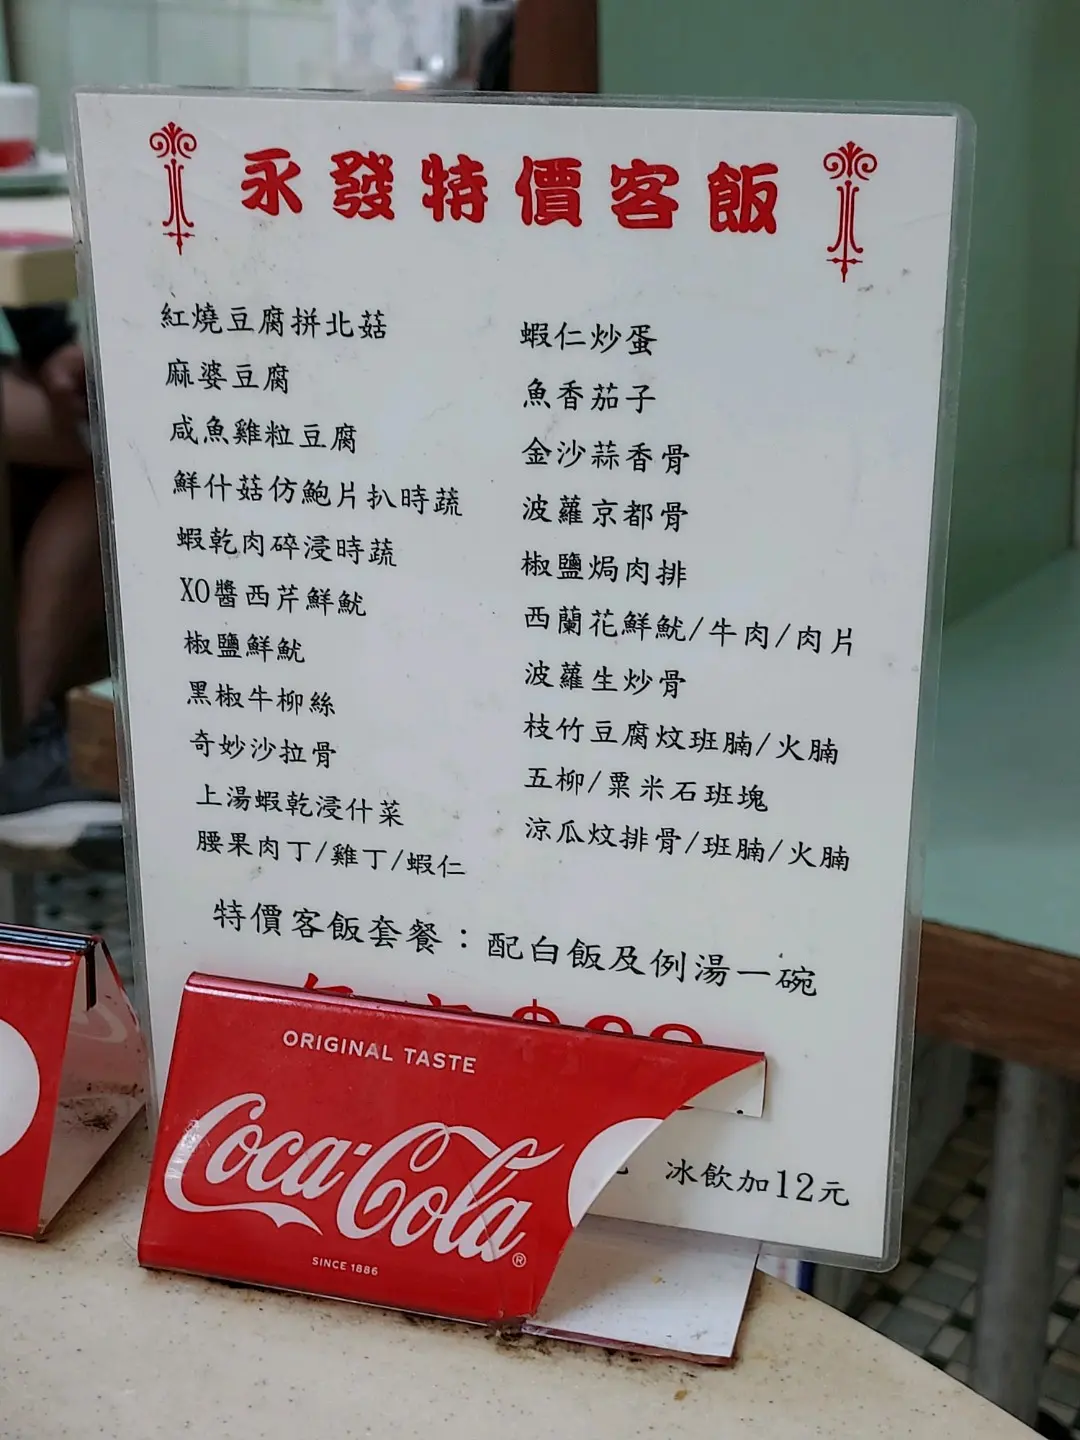 永發特價客飯
紅燒豆腐拼北菇
麻婆豆腐
咸魚雞粒豆腐
鮮什菇仿鮑片扒時蔬
蝦乾肉碎浸時蔬
XO醬西芹鮮魷
椒鹽鮮魷
黑椒牛柳絲
奇妙沙拉骨
上湯蝦乾浸什菜
腰果肉丁/雞丁/蝦仁
蝦仁炒蛋
魚香茄子
金沙蒜香骨
波蘿京都骨
椒鹽焗肉排
西蘭花鮮魷/牛肉/肉片
波蘿生炒骨
枝竹豆腐炆班腩/火腩
五柳/粟米石班塊
涼瓜炆排骨/班腩/火腩
特價客飯套餐：配白飯及例湯一碗
冰飲加12元
ORIGINAL TASTE
Coca-Cola®
SINCE 1886